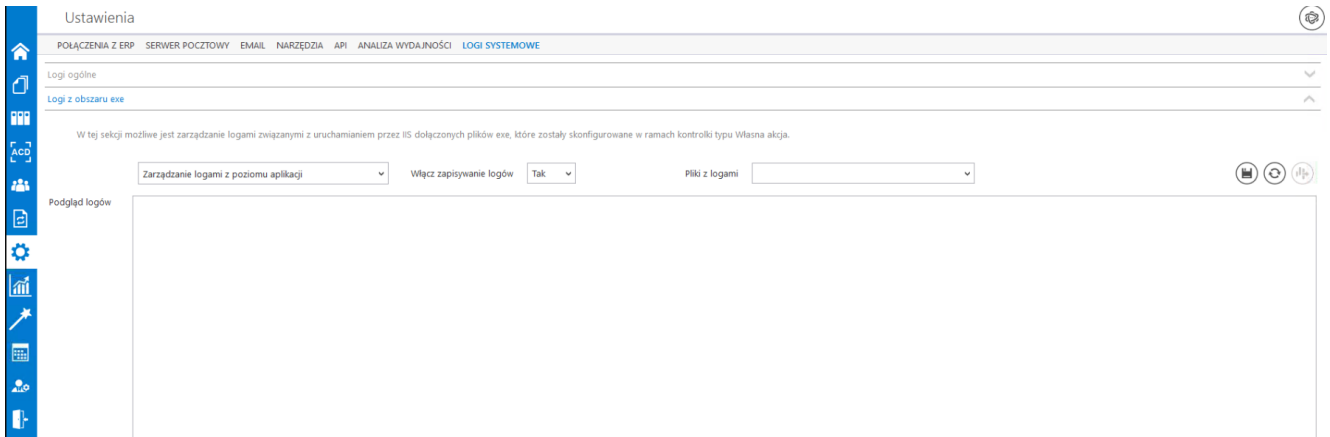 Ustawienia
POŁĄCZENIA Z ERP SERWER POCZTOWY EMAIL NARZĘDZIA API ANALIZA WYDAJNOŚCI LOGI SYSTEMOWE
Logi ogólne
Logi z obszaru exe
W tej sekcji możliwe jest zarządzanie logami związanymi z uruchamianiem przez IIS dołączonych plików exe, które zostały skonfigurowane w ramach kontrolki typu Własna akcja.
Zarządzanie logami z poziomu aplikacji Włącz zapisywanie logów Tak Pliki z logami
Podgląd logów
ACD